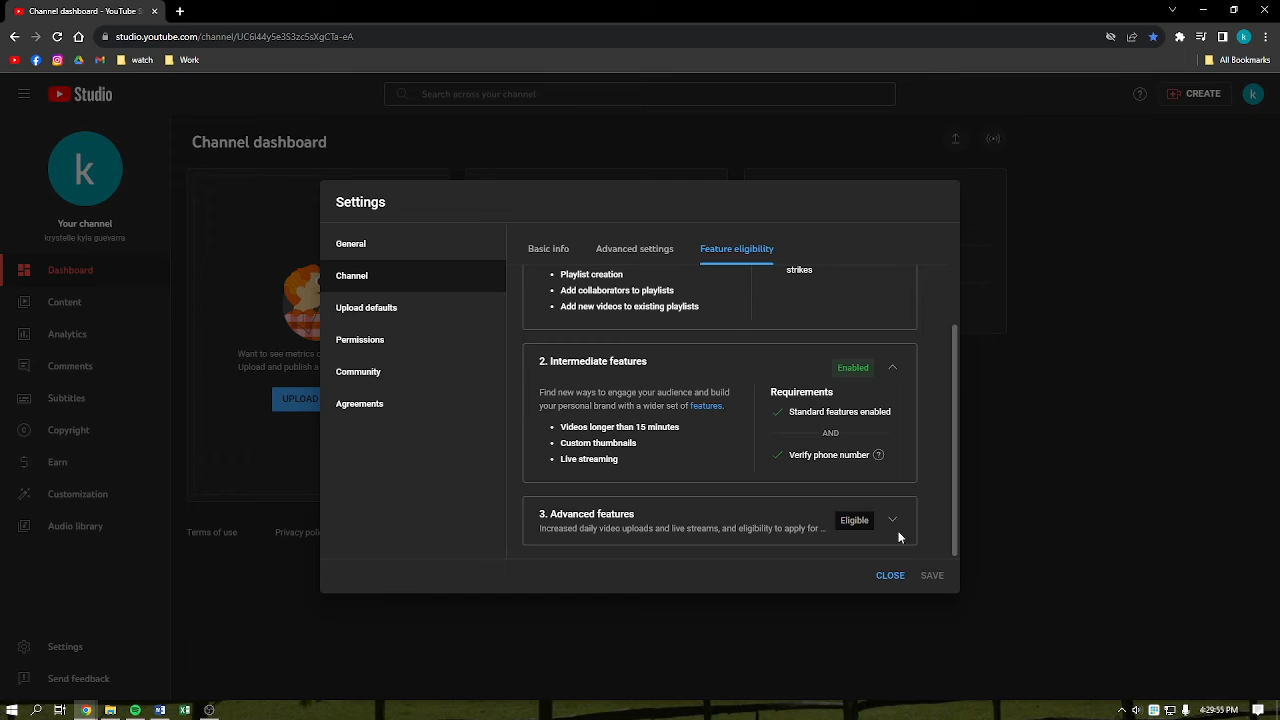 Channel dashboard - YouTube S
studio.youtube.com/channel/UC6I44y5e3S3zc5sXgCTa-eA
k
watch
Work
All Bookmarks
Studio
Search across your channel
CREATE
k
k
Your channel
krystelle kyla guevarra
Dashboard
Content
Analytics
Comments
Subtitles
Copyright
Earn
Customization
Audio library
Settings
Send feedback
Channel dashboard
Want to see metrics o
Upload and publish a
UPLOAD
Terms of use
Privacy poli
Settings
General
Channel
Upload defaults
Permissions
Community
Agreements
Basic info
Advanced settings
Feature eligibility
• Playlist creation
• Add collaborators to playlists
• Add new videos to existing playlists
strikes
2. Intermediate features
Enabled
Find new ways to engage your audience and build
your personal brand with a wider set of features.
• Videos longer than 15 minutes
• Custom thumbnails
• Live streaming
Requirements
Standard features enabled
AND
Verify phone number
3. Advanced features
Increased daily video uploads and live streams, and eligibility to apply for ...
Eligible
CLOSE
SAVE
4:29:55 PM